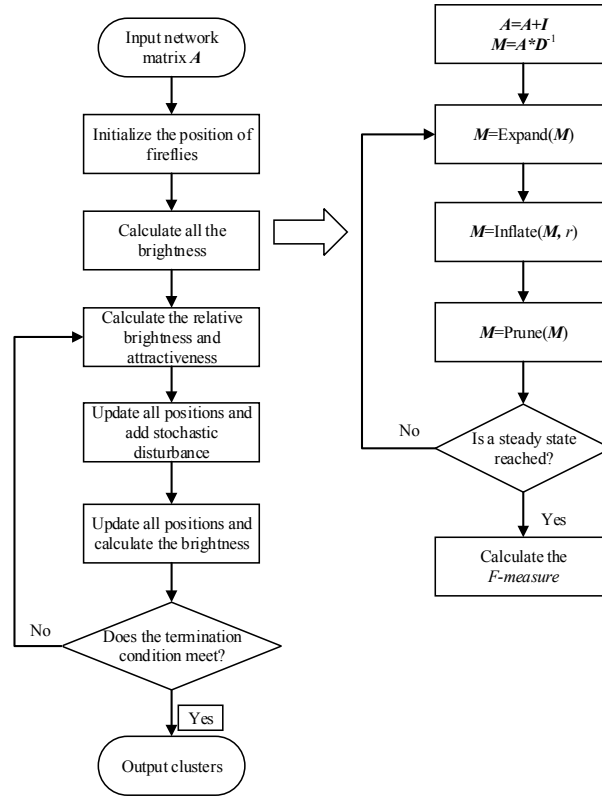 Input network
matrix A
Initialize the position of
fireflies
Calculate all the
brightness
Calculate the relative
brightness and
attractiveness
Update all positions and
add stochastic
disturbance
Update all positions and
calculate the brightness
No
Does the termination
condition meet?
Yes
Output clusters
A=A+I
M=A*D⁻¹
M=Expand(M)
M=Inflate(M, r)
M=Prune(M)
No
Is a steady state
reached?
Yes
Calculate the
F-measure